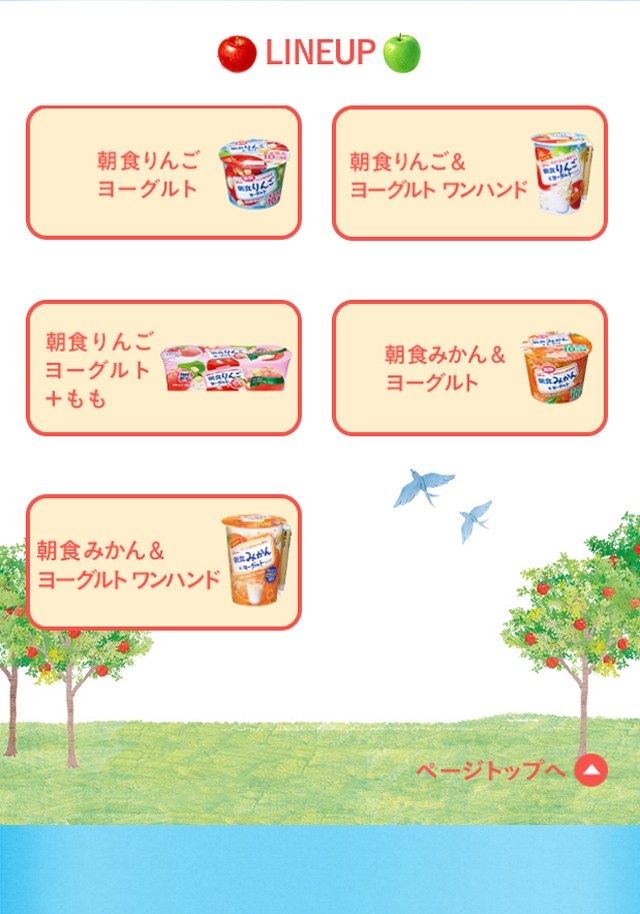 LINEUP
朝食りんご
ヨーグルト
朝食りんご&
ヨーグルト ワンハンド
朝食りんご
ヨーグルト
+もも
朝食みかん&
ヨーグルト
朝食みかん&
ヨーグルト ワンハンド
ページトップへ